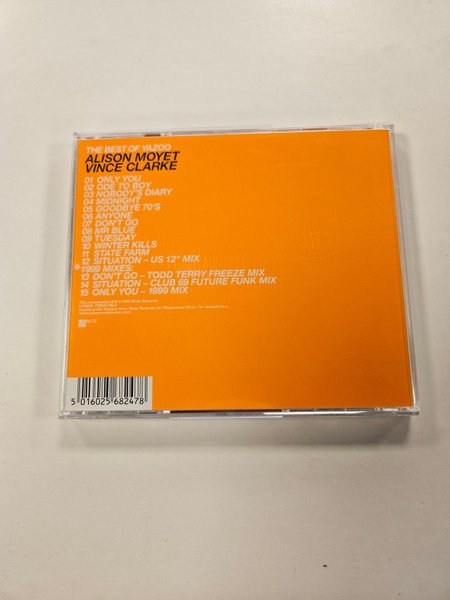 THE BEST OF YAZOO
ALISON MOYET
VINCE CLARKE
01 ONLY YOU
02 ODE TO BOY
03 NOBODY'S DIARY
04 MIDNIGHT
05 GOODBYE 70'S
06 ANYONE
07 DON'T GO
08 MR BLUE
09 TUESDAY
10 WINTER KILLS
11 STATE FARM
12 SITUATION – US 12" MIX
1999 MIXES:
13 DON'T GO – TODD TERRY FREEZE MIX
14 SITUATION – CLUB 69 FUTURE FUNK MIX
15 ONLY YOU – 1999 MIX
5 016025 682478